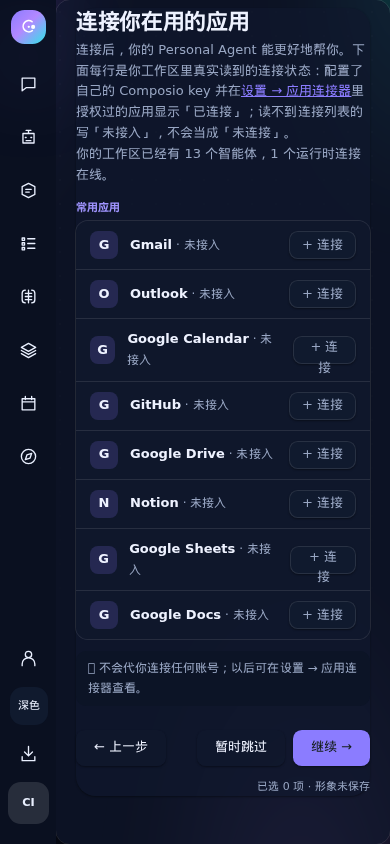 连接你在用的应用
连接后，你的 Personal Agent 能更好地帮你。下
面每行是你工作区里真实读到的连接状态：配置了
自己的 Composio key 并在设置 → 应用连接器里
授权过的应用显示「已连接」；读不到连接列表的
写「未接入」，不会当成「未连接」。
你的工作区已经有 13 个智能体，1 个运行时连接
在线。
常用应用
G Gmail · 未接入 + 连接
O Outlook · 未接入 + 连接
G Google Calendar · 未
接入 + 连
接
G GitHub · 未接入 + 连接
G Google Drive · 未接入 + 连接
N Notion · 未接入 + 连接
G Google Sheets · 未接
入 + 连
接
G Google Docs · 未接入 + 连接
不会代你连接任何账号；以后可在设置 → 应用连
接器查看。
深色
← 上一步 暂时跳过 继续 →
已选 0 项 · 形象未保存
CI